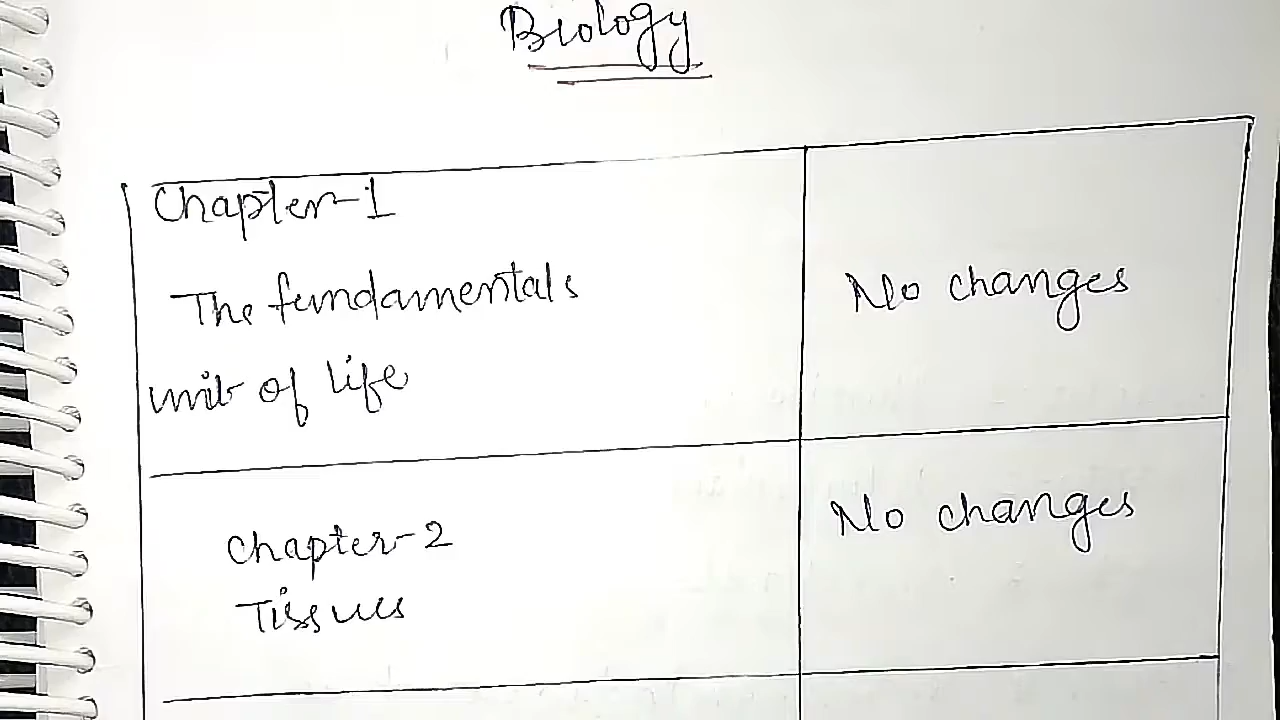 Biology
Chapter-1
The fundamentals
unit of life
No changes
Chapter-2
Tissues
No changes